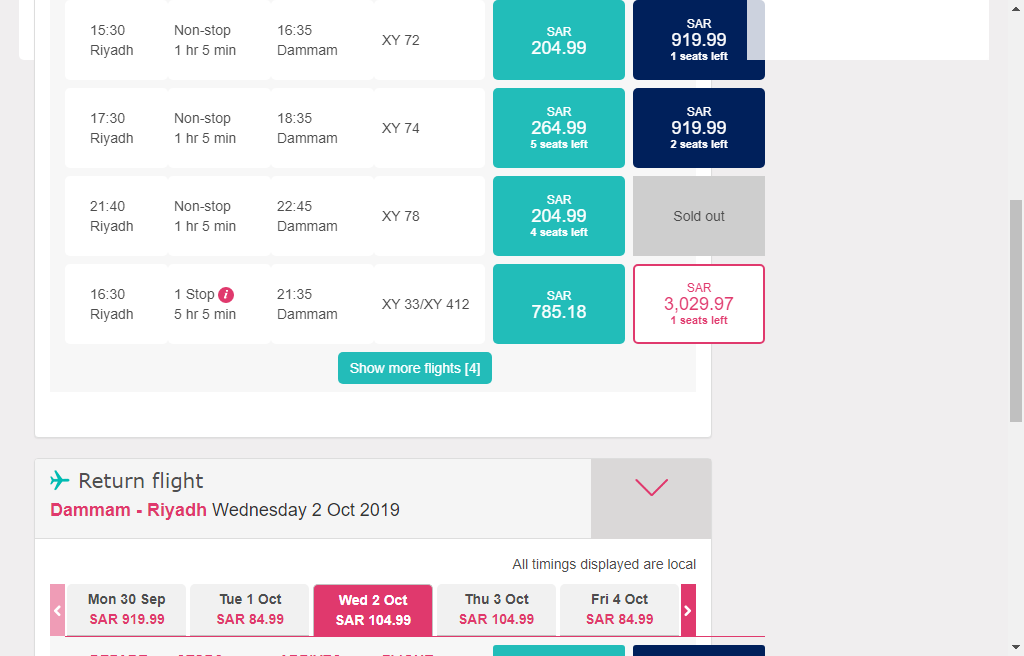 15:30 Non-stop 16:35 XY 72 SAR 204.99 SAR 919.99 1 seats left
Riyadh 1 hr 5 min Dammam
17:30 Non-stop 18:35 XY 74 SAR 264.99 5 seats left SAR 919.99 2 seats left
Riyadh 1 hr 5 min Dammam
21:40 Non-stop 22:45 XY 78 SAR 204.99 4 seats left Sold out
Riyadh 1 hr 5 min Dammam
16:30 1 Stop i 21:35 XY 33/XY 412 SAR 785.18 SAR 3,029.97 1 seats left
Riyadh 5 hr 5 min Dammam
Show more flights [4]
Return flight
Dammam - Riyadh Wednesday 2 Oct 2019
All timings displayed are local
Mon 30 Sep Tue 1 Oct Wed 2 Oct Thu 3 Oct Fri 4 Oct
SAR 919.99 SAR 84.99 SAR 104.99 SAR 104.99 SAR 84.99